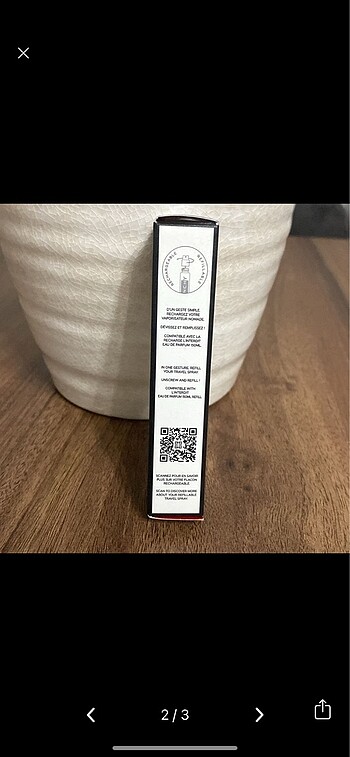 RECHARGEABLE
REFILLABLE
D'UN GESTE SIMPLE,
RECHARGEZ VOTRE
VAPORISATEUR NOMADE.
DÉVISSEZ ET REMPLISSEZ !
COMPATIBLE AVEC LA
RECHARGE L'INTERDIT
EAU DE PARFUM 150ML.
IN ONE GESTURE, REFILL
YOUR TRAVEL SPRAY.
UNSCREW AND REFILL !
COMPATIBLE WITH
L'INTERDIT
EAU DE PARFUM 150ML REFILL
SCANNEZ POUR EN SAVOIR
PLUS SUR VOTRE FLACON
RECHARGEABLE.
SCAN TO DISCOVER MORE
ABOUT YOUR REFILLABLE
TRAVEL SPRAY.
2/3